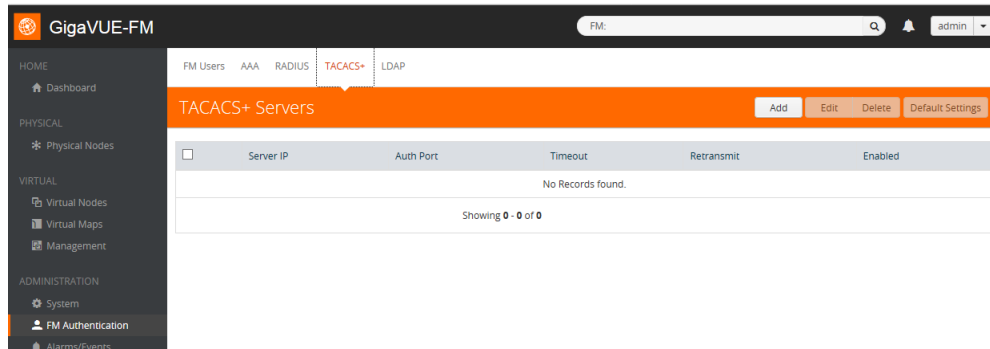 GigaVUE-FM
FM:
admin
HOME
Dashboard
PHYSICAL
Physical Nodes
VIRTUAL
Virtual Nodes
Virtual Maps
Management
ADMINISTRATION
System
FM Authentication
Alarms/Events
FM Users AAA RADIUS TACACS+ LDAP
TACACS+ Servers
Add Edit Delete Default Settings
Server IP Auth Port Timeout Retransmit Enabled
No Records found.
Showing 0 - 0 of 0